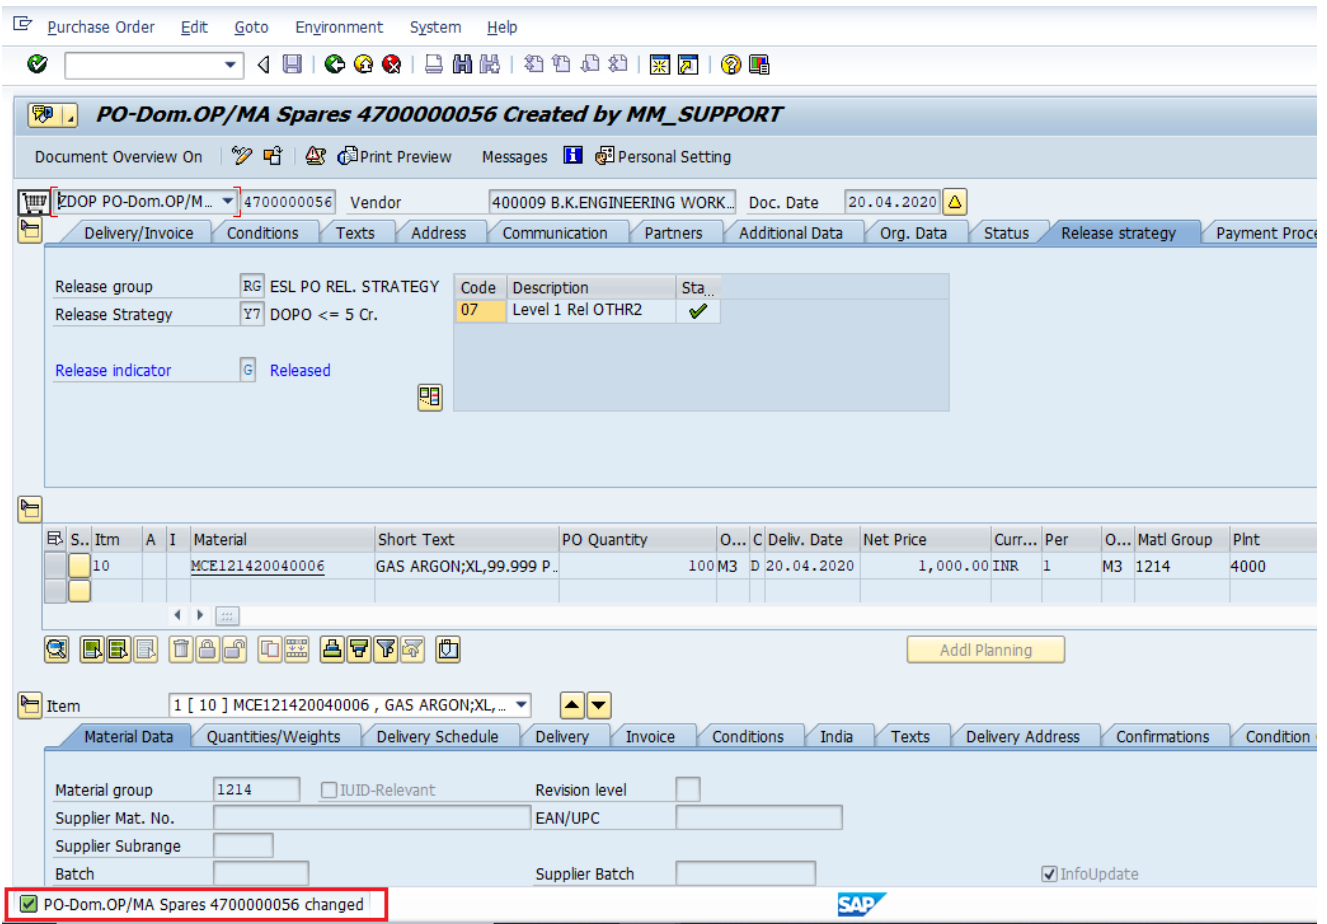 Purchase Order Edit Goto Environment System Help
PO-Dom.OP/MA Spares 4700000056 Created by MM_SUPPORT
Document Overview On Print Preview Messages Personal Setting
ZDOP PO-Dom.OP/M... 4700000056 Vendor 400009 B.K.ENGINEERING WORK... Doc. Date 20.04.2020
Delivery/Invoice Conditions Texts Address Communication Partners Additional Data Org. Data Status Release strategy Payment Proce
Release group RG ESL PO REL. STRATEGY Code Description Sta...
Release Strategy Y7 DOPO <= 5 Cr. 07 Level 1 Rel OTHR2
Release indicator G Released
S.. Itm A I Material Short Text PO Quantity O... C Deliv. Date Net Price Curr... Per O... Matl Group Plnt
10 MCE121420040006 GAS ARGON;XL,99.999 P.. 100 M3 D 20.04.2020 1,000.00 INR 1 M3 1214 4000
Addl Planning
Item 1 [ 10 ] MCE121420040006 , GAS ARGON;XL,...
Material Data Quantities/Weights Delivery Schedule Delivery Invoice Conditions India Texts Delivery Address Confirmations Condition
Material group 1214 IUID-Relevant Revision level
Supplier Mat. No. EAN/UPC
Supplier Subrange
Batch Supplier Batch InfoUpdate
PO-Dom.OP/MA Spares 4700000056 changed SAP